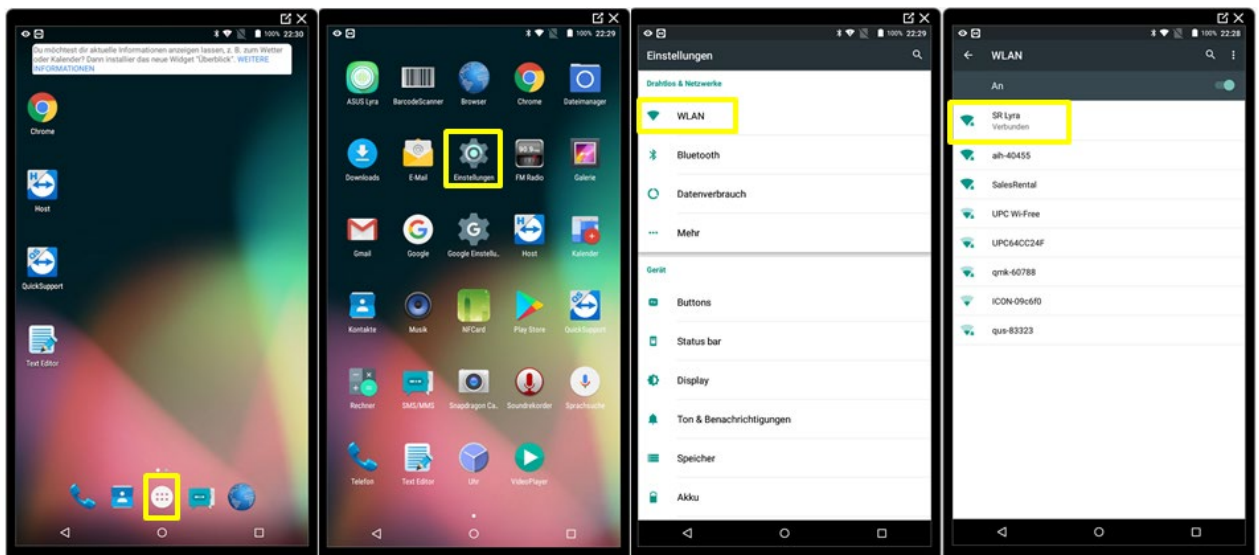 100% 22:30
Du möchtest dir aktuelle Informationen anzeigen lassen, z. B. zum Wetter
oder Kalender? Dann installier das neue Widget "Überblick". WEITERE
INFORMATIONEN
Chrome
Host
QuickSupport
Text Editor
100% 22:29
ASUS Lyra BarcodeScanner Browser Chrome Dateimanager
Downloads E-Mail Einstellungen FM Radio Galerie
Gmail Google Google Einstellu.. Host Kalender
Kontakte Musik NFCard Play Store QuickSupport
Rechner SMS/MMS Snapdragon Ca.. Soundrekorder Sprachsuche
Telefon Text Editor Uhr VideoPlayer
100% 22:29
Einstellungen
Drahtlos & Netzwerke
WLAN
Bluetooth
Datenverbrauch
Mehr
Gerät
Buttons
Status bar
Display
Ton & Benachrichtigungen
Speicher
Akku
100% 22:28
WLAN
An
SR Lyra
Verbunden
aih-40455
SalesRental
UPC Wi-Free
UPC64CC24F
qmk-60788
ICON-09c6f0
qus-83323